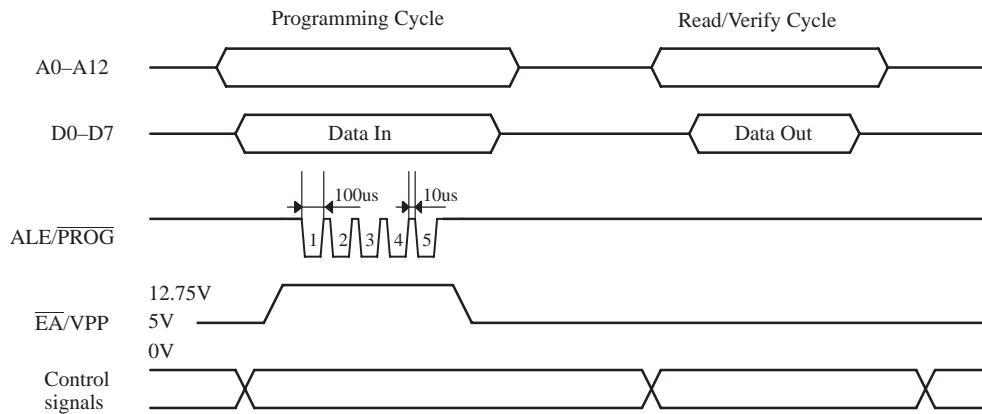 Programming Cycle Read/Verify Cycle
A0–A12
D0–D7 Data In Data Out
100us 10us
ALE/PROG 1 2 3 4 5
12.75V
EA/VPP 5V
0V
Control
signals